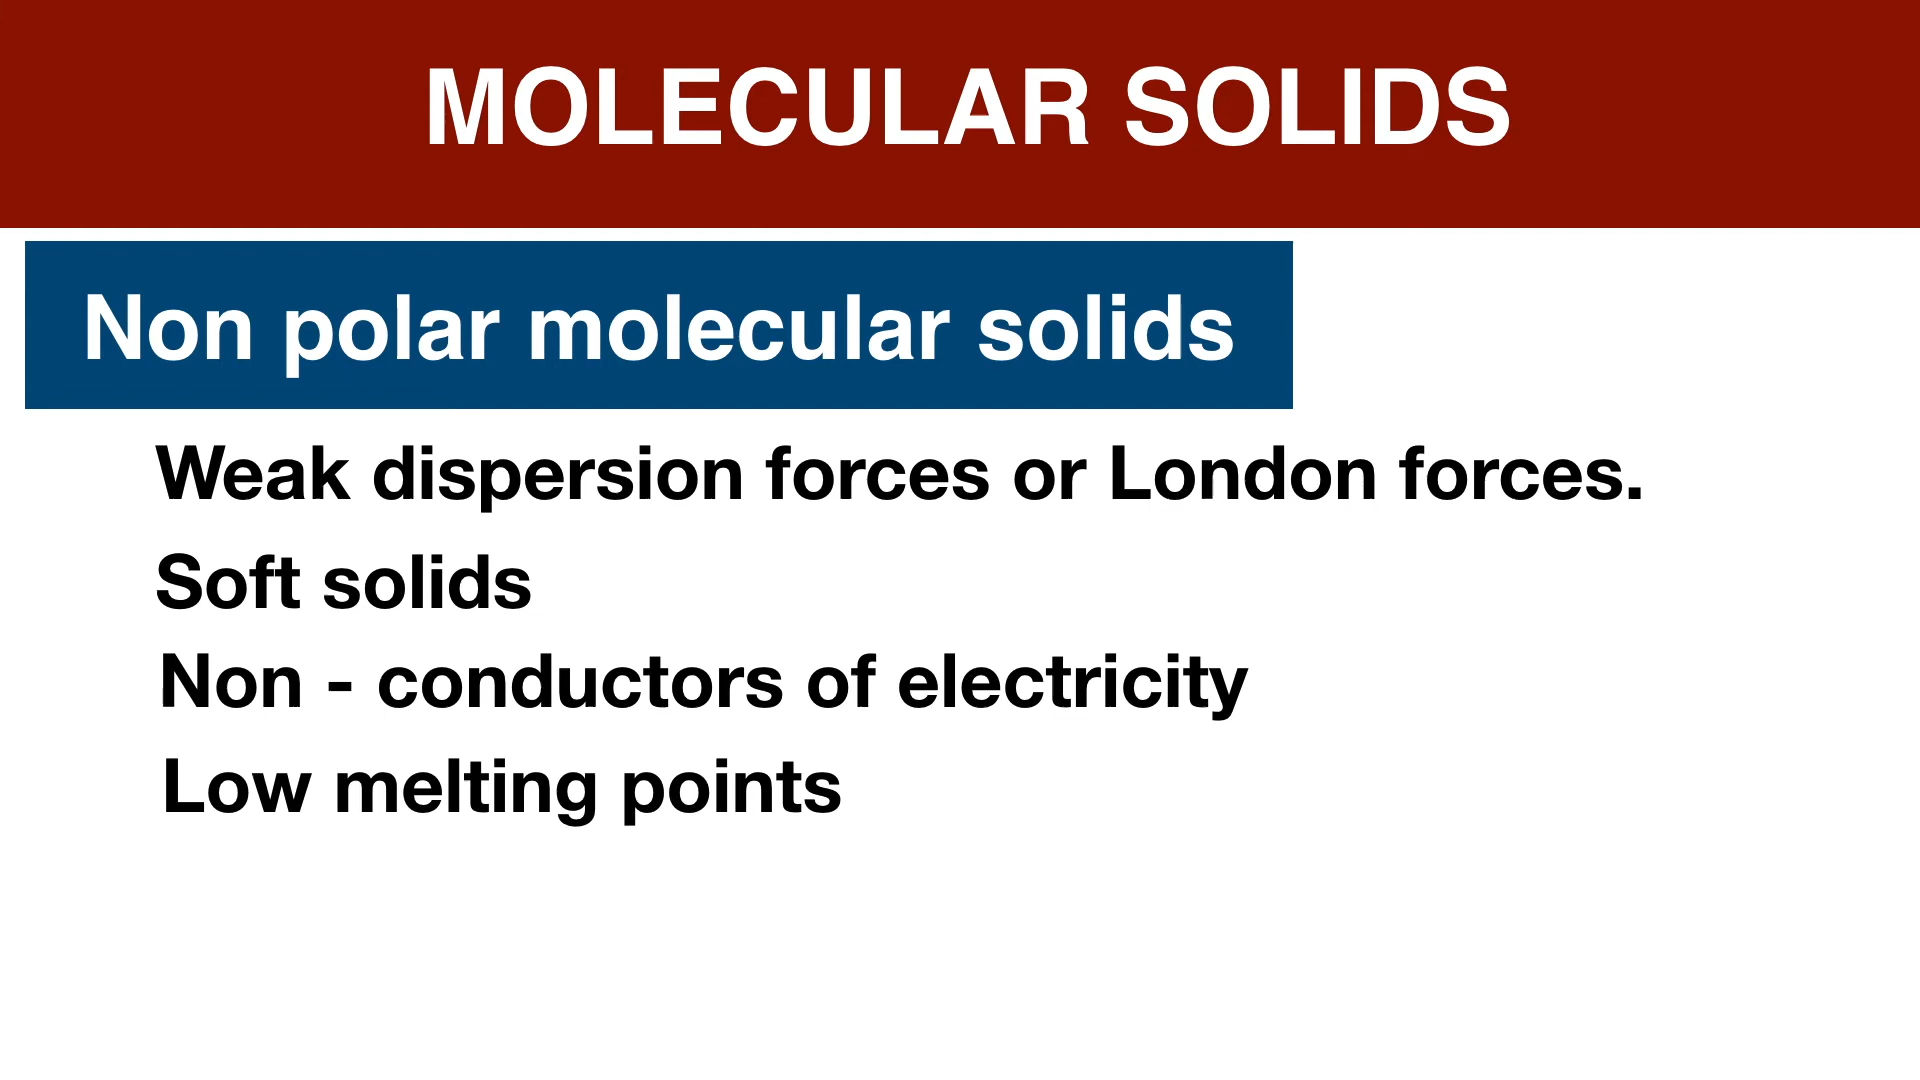 MOLECULAR SOLIDS
Non polar molecular solids
Weak dispersion forces or London forces.
Soft solids
Non - conductors of electricity
Low melting points